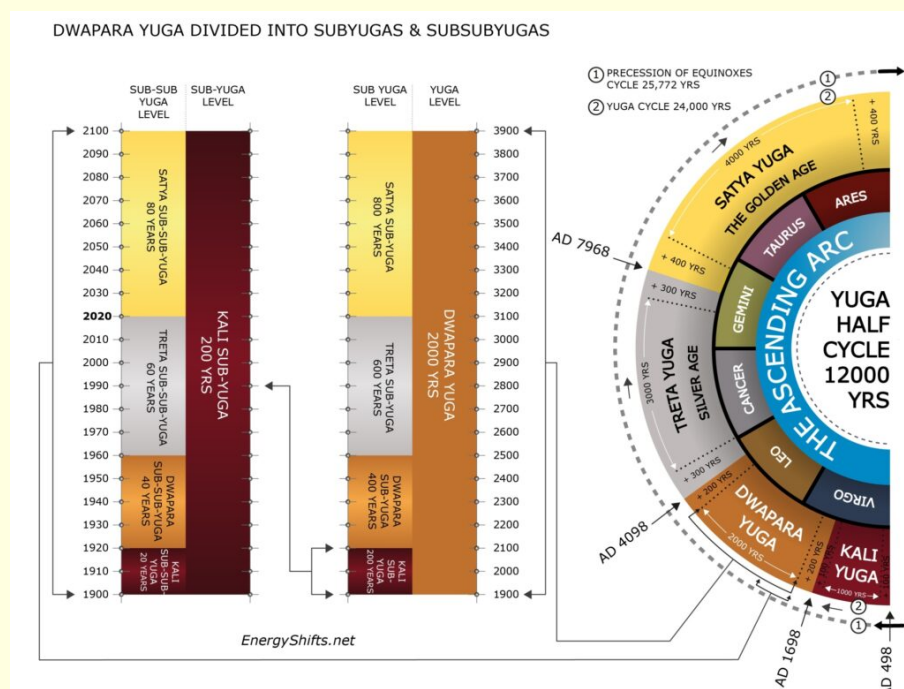 DWAPARA YUGA DIVIDED INTO SUBYUGAS & SUBSUBYUGAS
SUB-SUB
YUGA
LEVEL
SUB-YUGA
LEVEL
2100
2090
2080
2070
2060
2050
2040
2030
2020
2010
2000
1990
1980
1970
1960
1950
1940
1930
1920
1910
1900
SATYA SUB-SUB-YUGA
80 YEARS
TRETA SUB-SUB-YUGA
60 YEARS
DWAPARA
SUB-SUB-YUGA
40 YEARS
KALI
SUB-SUB-
YUGA
20 YEARS
KALI SUB-YUGA
200 YRS
SUB YUGA
LEVEL
YUGA
LEVEL
3900
3800
3700
3600
3500
3400
3300
3200
3100
3000
2900
2800
2700
2600
2500
2400
2300
2200
2100
2000
1900
SATYA SUB-YUGA
800 YEARS
TRETA SUB-YUGA
600 YEARS
DWAPARA
SUB-YUGA
400 YEARS
KALI
SUB-
YUGA
200 YEARS
DWAPARA YUGA
2000 YRS
EnergyShifts.net
1 PRECESSION OF EQUINOXES
CYCLE 25,772 YRS
2 YUGA CYCLE 24,000 YRS
1
2
+ 400 YRS
4000 YRS
SATYA YUGA
THE GOLDEN AGE
+ 400 YRS
AD 7968
+ 300 YRS
3000 YRS
TRETA YUGA
SILVER AGE
+ 300 YRS
AD 4098
+ 200 YRS
DWAPARA
YUGA
2000 YRS
+ 200 YRS
AD 1698
KALI
YUGA
1000 YRS
2
1
AD 498
ARES
TAURUS
GEMINI
CANCER
LEO
VIRGO
THE ASCENDING ARC
YUGA
HALF
CYCLE
12000
YRS